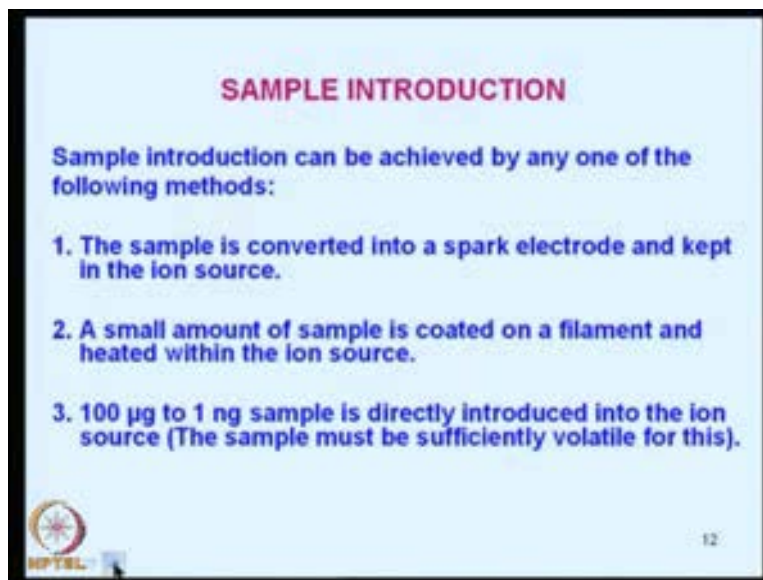 SAMPLE INTRODUCTION
Sample introduction can be achieved by any one of the
following methods:
1. The sample is converted into a spark electrode and kept
in the ion source.
2. A small amount of sample is coated on a filament and
heated within the ion source.
3. 100 µg to 1 ng sample is directly introduced into the ion
source (The sample must be sufficiently volatile for this).
NPTEL
12